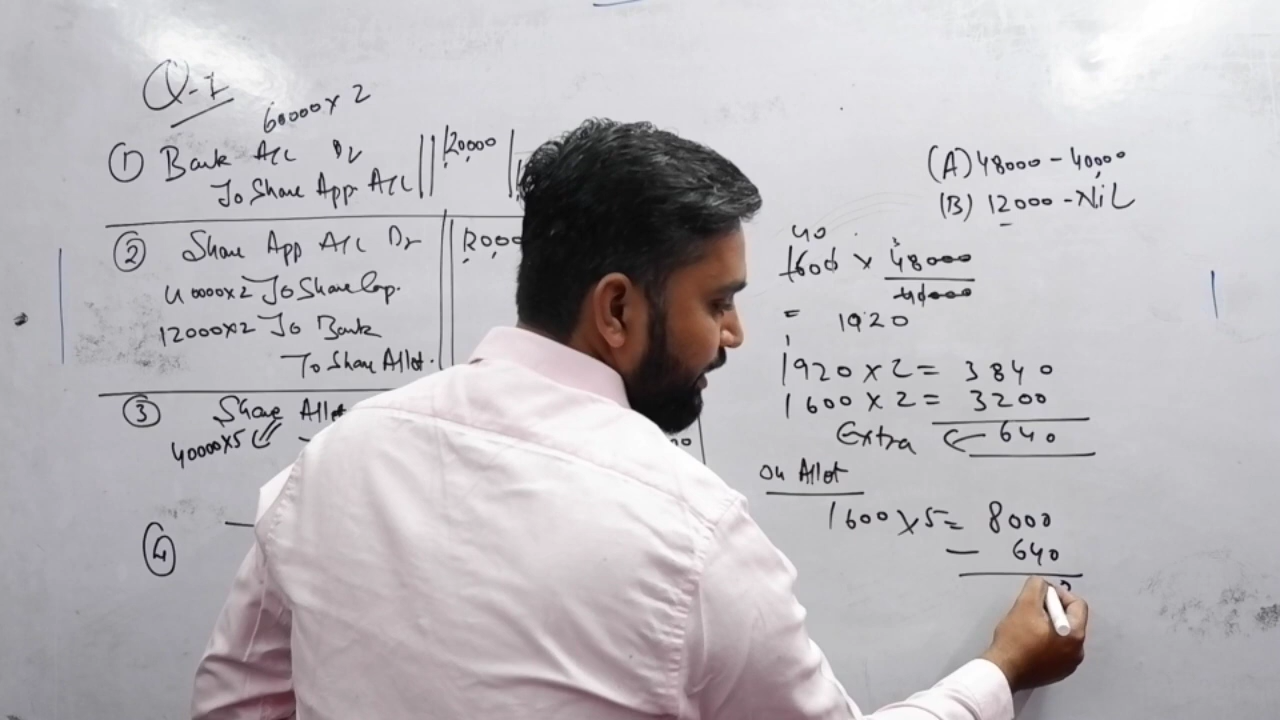 Q-1
60000x2
① Bank A/c Dr 120000
To Share App. A/c
② Share App A/c Dr 12000
40000x2 To Share Cap.
12000x2 To Bank
To Share Allot.
③ Share Allot
40000x5
④
(A) 48000 - 40000
(B) 12000 - NiL
40
1600 x 48000
40000
= 1920
1920 x 2 = 3840
1600 x 2 = 3200
Extra 640
On Allot
1600 x 5 = 8000
- 640